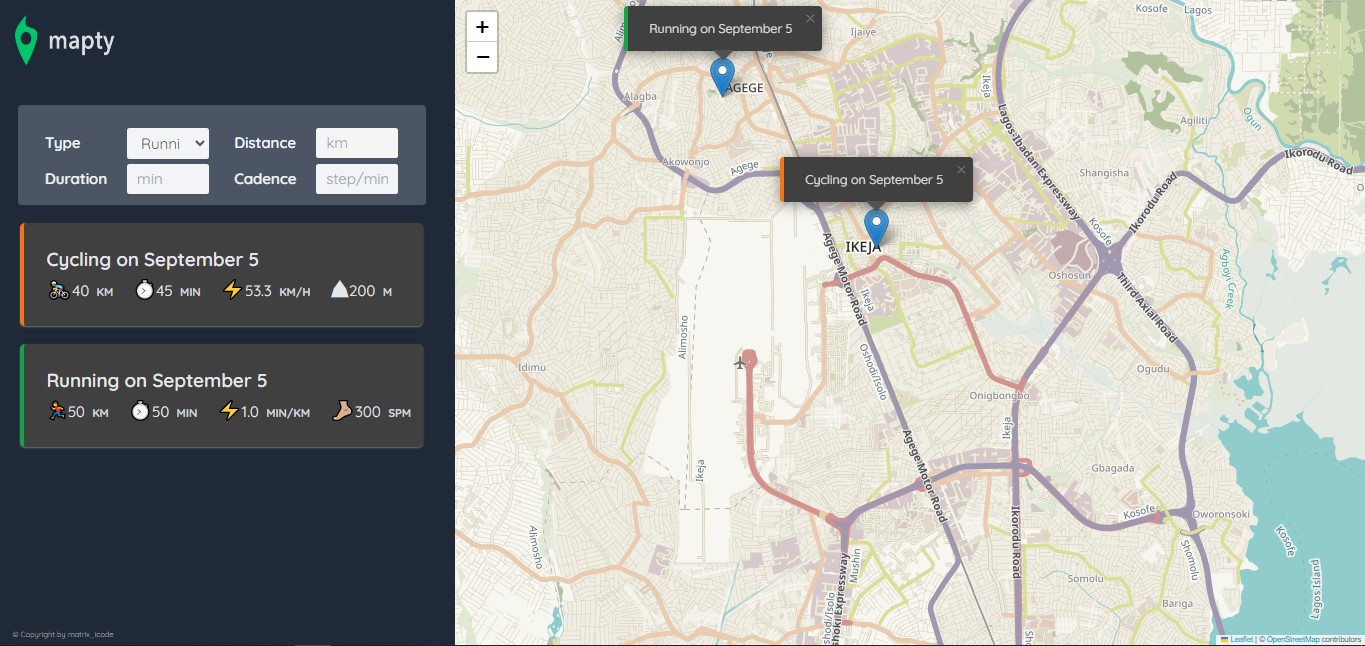 mapty
Type Runni Distance km
Duration min Cadence step/min
Cycling on September 5
40 KM 45 MIN 53.3 KM/H 200 M
Running on September 5
50 KM 50 MIN 1.0 MIN/KM 300 SPM
© Copyright by matrix_icode
+
−
Running on September 5 ×
Cycling on September 5 ×
Kosofe
Lagos
Ijaiye
AGEGE
Alagba
Ikeja
Agiliti
Ogun
Lagos-Ibadan Expressway
Akowonjo
Agege
Shangisha
Ikorodu Road
Ikorodu Road
IKEJA
Kosofe
Oshosun
Agboyi Creek
Agege Motor Road
Ikeja
Third Axial Road
Alimosho
Oshodi/Isolo
Idimu
Ogudu
Onigbongbo
Ikeja
Agege Motor Road
Ikeja
Gbagada
Kosofe
Oworonsoki
Ikorodu Road
Alimosho
Kosofe
Mushin
Somolu
Shomolu
Lagos Island
Bariga
Leaflet | © OpenStreetMap contributors